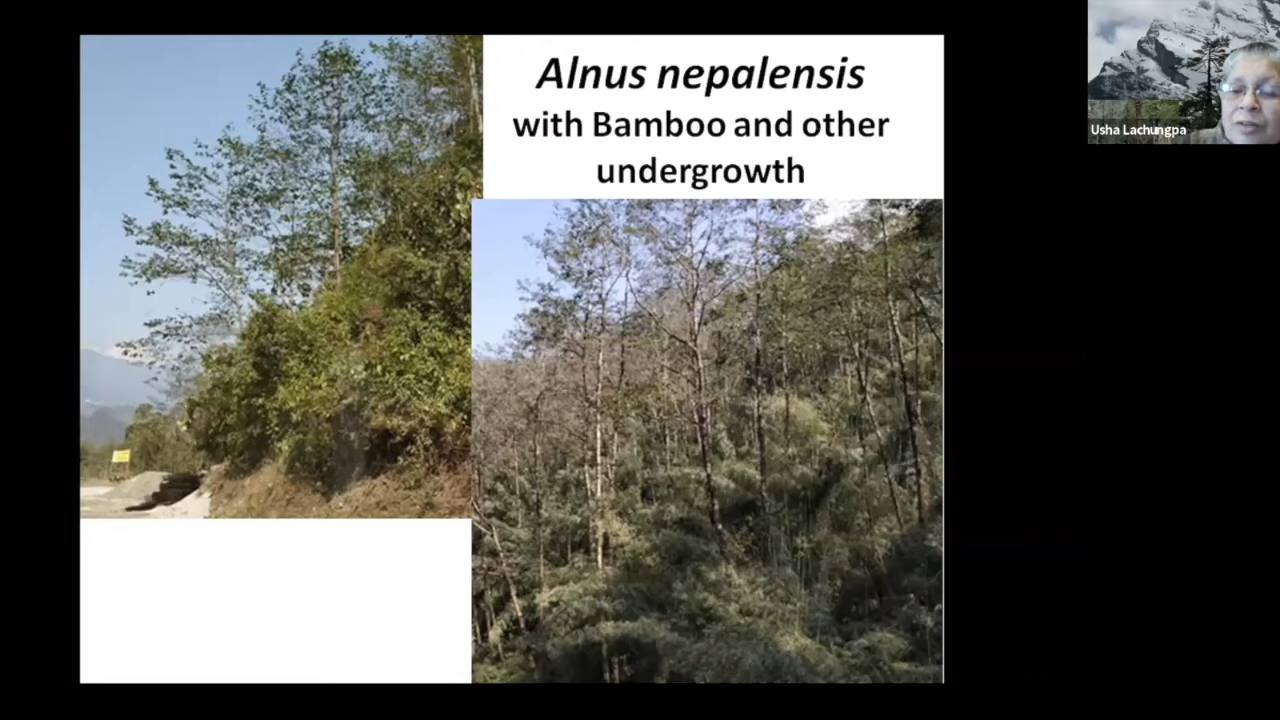 Alnus nepalensis
with Bamboo and other
undergrowth
Usha Lachungpa